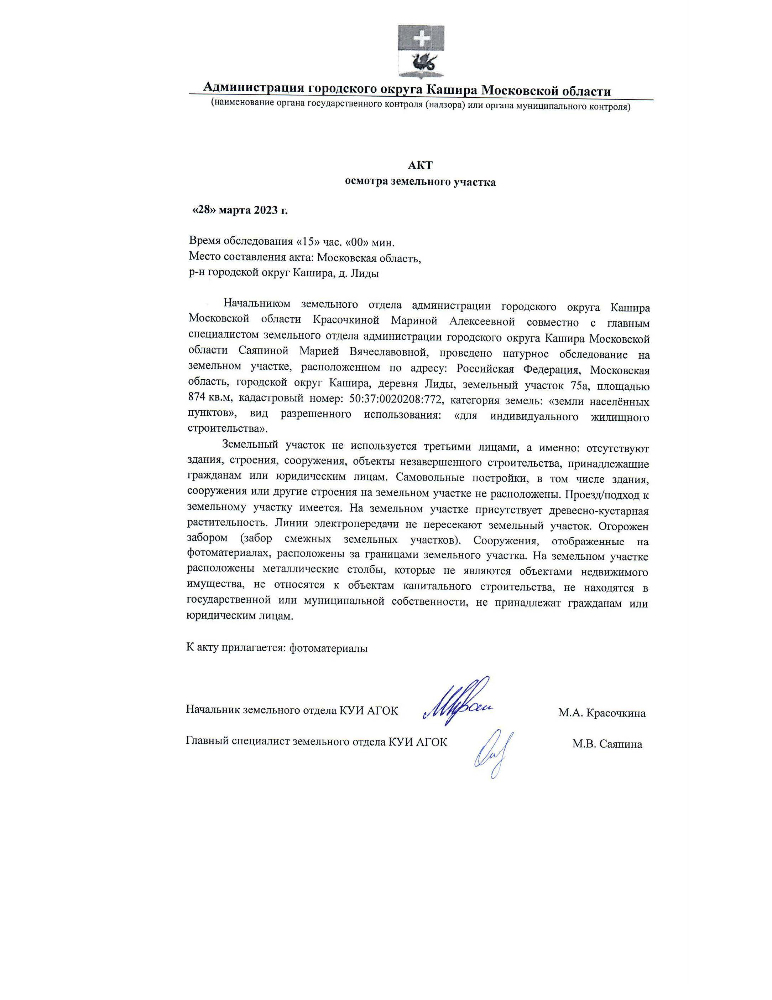 Администрация городского округа Кашира Московской области
(наименование органа государственного контроля (надзора) или органа муниципального контроля)
АКТ
осмотра земельного участка
«28» марта 2023 г.
Время обследования «15» час. «00» мин.
Место составления акта: Московская область,
р-н городской округ Кашира, д. Лиды
Начальником земельного отдела администрации городского округа Кашира
Московской области Красочкиной Мариной Алексеевной совместно с главным
специалистом земельного отдела администрации городского округа Кашира Московской
области Саяпиной Марией Вячеславовной, проведено натурное обследование на
земельном участке, расположенном по адресу: Российская Федерация, Московская
область, городской округ Кашира, деревня Лиды, земельный участок 75а, площадью
874 кв.м, кадастровый номер: 50:37:0020208:772, категория земель: «земли населённых
пунктов», вид разрешенного использования: «для индивидуального жилищного
строительства».
Земельный участок не используется третьими лицами, а именно: отсутствуют
здания, строения, сооружения, объекты незавершенного строительства, принадлежащие
гражданам или юридическим лицам. Самовольные постройки, в том числе здания,
сооружения или другие строения на земельном участке не расположены. Проезд/подход к
земельному участку имеется. На земельном участке присутствует древесно-кустарная
растительность. Линии электропередачи не пересекают земельный участок. Огорожен
забором (забор смежных земельных участков). Сооружения, отображенные на
фотоматериалах, расположены за границами земельного участка. На земельном участке
расположены металлические столбы, которые не являются объектами недвижимого
имущества, не относятся к объектам капитального строительства, не находятся в
государственной или муниципальной собственности, не принадлежат гражданам или
юридическим лицам.
К акту прилагается: фотоматериалы
Начальник земельного отдела КУИ АГОК М.А. Красочкина
Главный специалист земельного отдела КУИ АГОК М.В. Саяпина